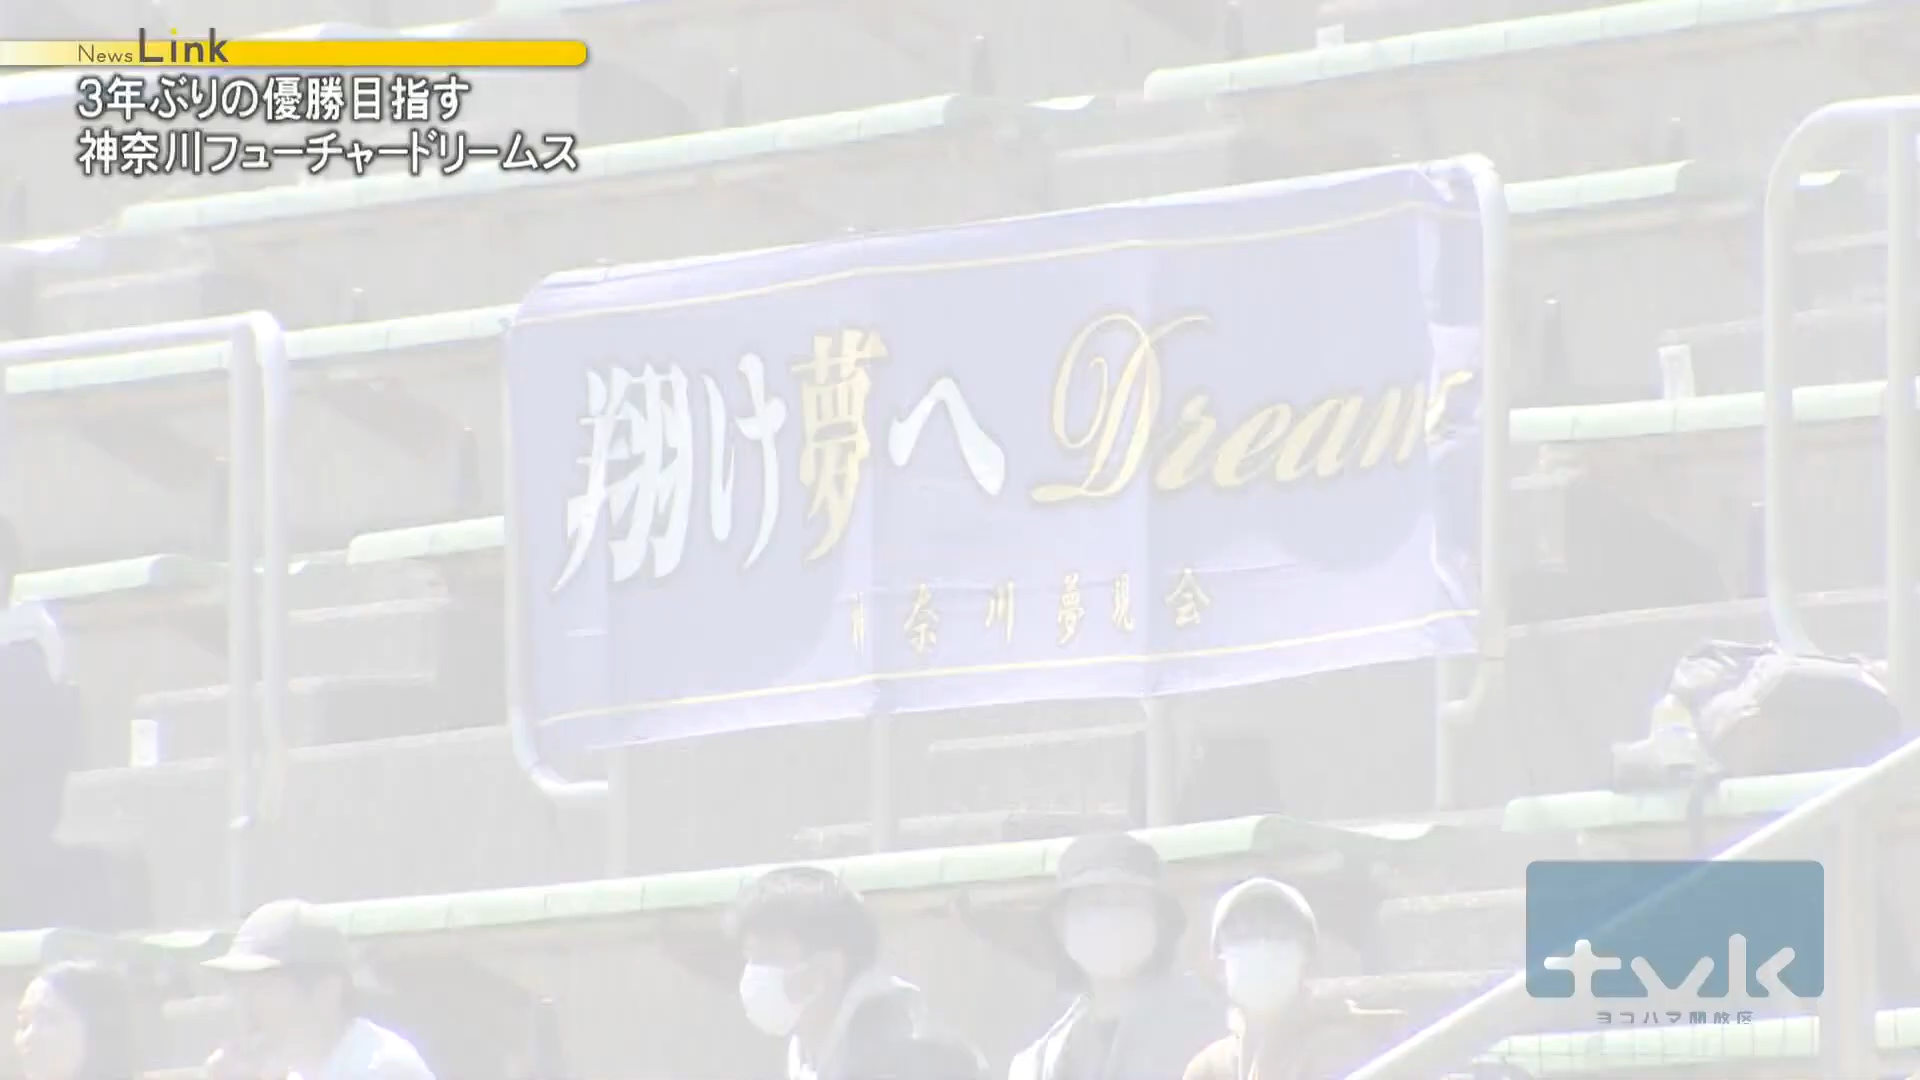 News Link
3年ぶりの優勝目指す
神奈川フューチャードリームス
翔け夢へ Dreams
神奈川夢現会
tvk
ヨコハマ開放区